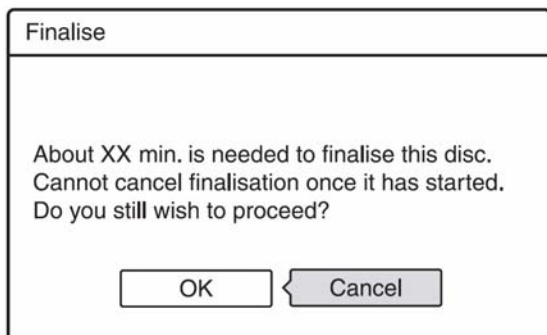 Finalise
About XX min. is needed to finalise this disc.
Cannot cancel finalisation once it has started.
Do you still wish to proceed?
OK Cancel